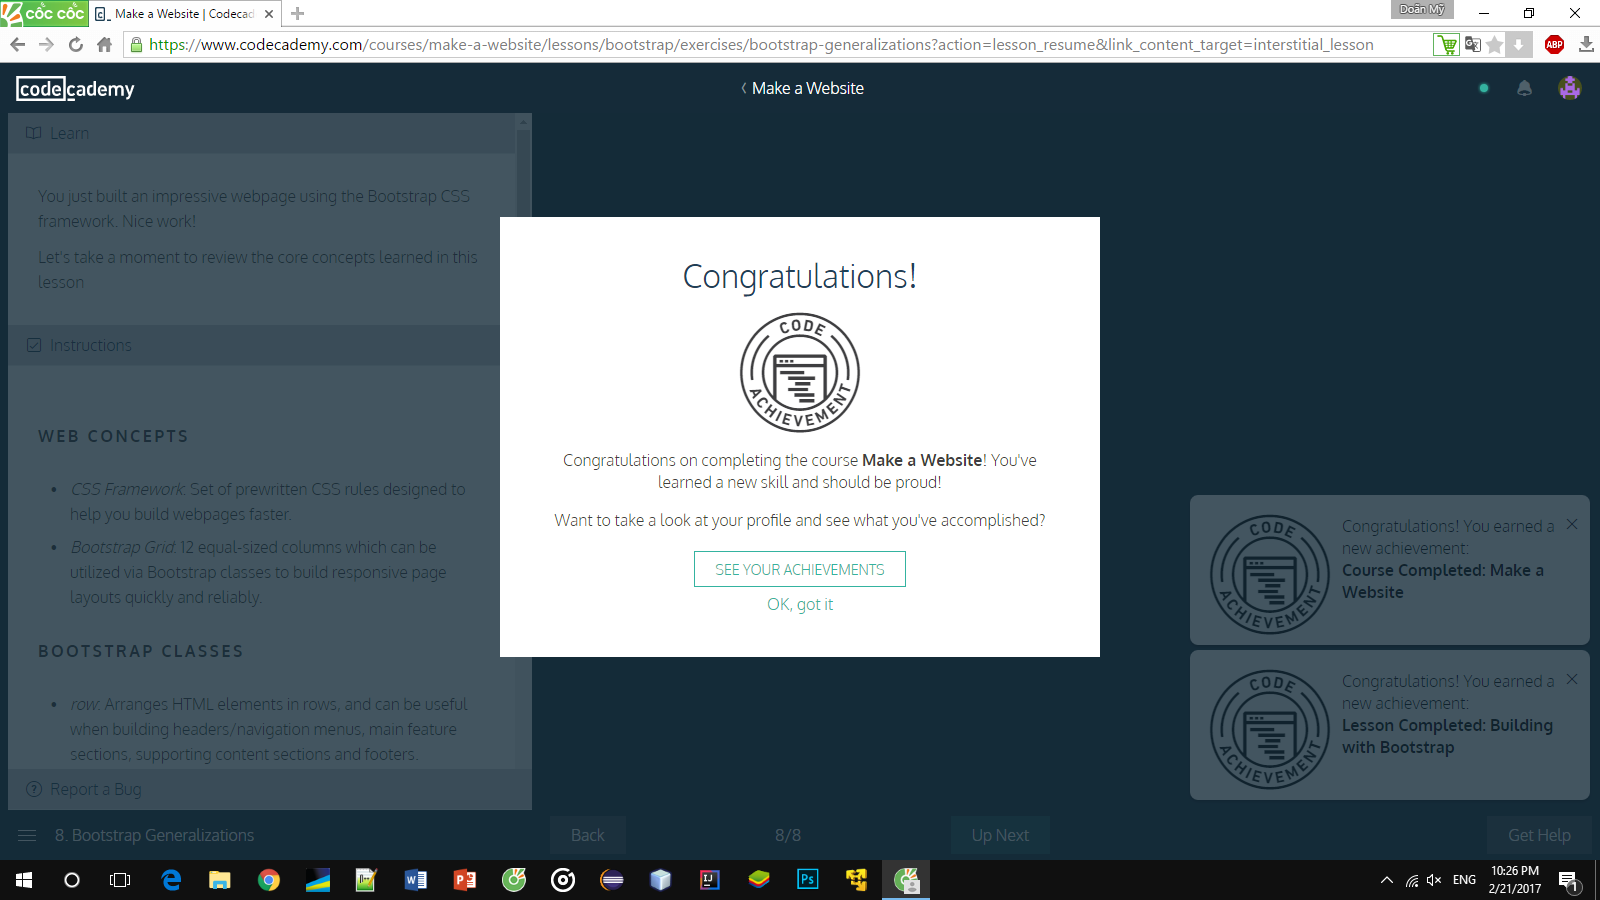 cốc cốc
Make a Website | Codecad
Doãn Mỹ
https://www.codecademy.com/courses/make-a-website/lessons/bootstrap/exercises/bootstrap-generalizations?action=lesson_resume&link_content_target=interstitial_lesson
ABP
codecademy
Make a Website
Learn
You just built an impressive webpage using the Bootstrap CSS
framework. Nice work!
Let's take a moment to review the core concepts learned in this
lesson
Instructions
WEB CONCEPTS
CSS Framework: Set of prewritten CSS rules designed to
help you build webpages faster.
Bootstrap Grid: 12 equal-sized columns which can be
utilized via Bootstrap classes to build responsive page
layouts quickly and reliably.
BOOTSTRAP CLASSES
row: Arranges HTML elements in rows, and can be useful
when building headers/navigation menus, main feature
sections, supporting content sections and footers.
Report a Bug
Congratulations!
CODE
ACHIEVEMENT
Congratulations on completing the course Make a Website! You've
learned a new skill and should be proud!
Want to take a look at your profile and see what you've accomplished?
SEE YOUR ACHIEVEMENTS
OK, got it
CODE
ACHIEVEMENT
Congratulations! You earned a
new achievement:
Course Completed: Make a
Website
CODE
ACHIEVEMENT
Congratulations! You earned a
new achievement:
Lesson Completed: Building
with Bootstrap
8. Bootstrap Generalizations
Back
8/8
Up Next
Get Help
ENG
10:26 PM
2/21/2017
1